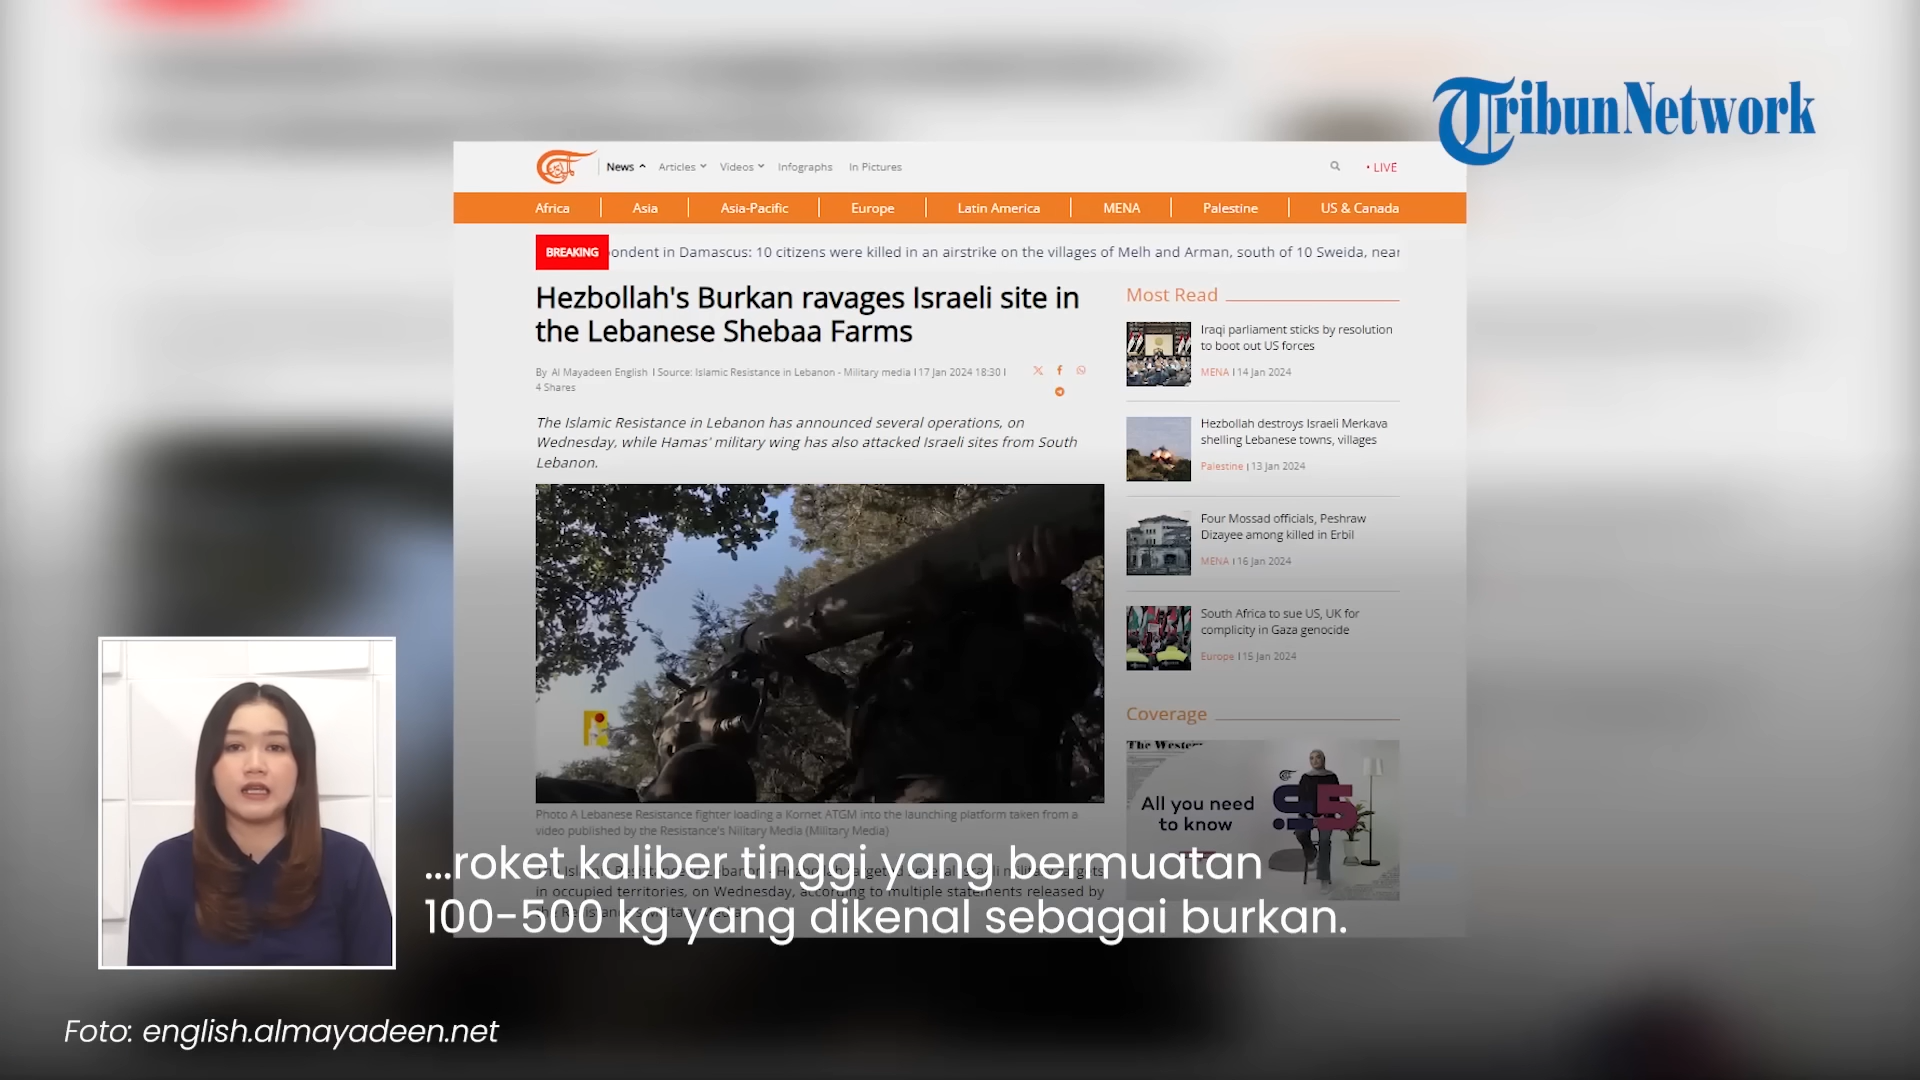 TribunNetwork
News Articles Videos Infographs In Pictures
• LIVE
Africa Asia Asia-Pacific Europe Latin America MENA Palestine US & Canada
BREAKING ondent in Damascus: 10 citizens were killed in an airstrike on the villages of Melh and Arman, south of 10 Sweida, near
Hezbollah's Burkan ravages Israeli site in
the Lebanese Shebaa Farms
By Al Mayadeen English | Source: Islamic Resistance in Lebanon - Military media | 17 Jan 2024 18:30 |
4 Shares
The Islamic Resistance in Lebanon has announced several operations, on
Wednesday, while Hamas' military wing has also attacked Israeli sites from South
Lebanon.
Photo A Lebanese Resistance fighter loading a Kornet ATGM into the launching platform taken from a
video published by the Resistance's Military Media (Military Media)
in occupied territories, on Wednesday, according to multiple statements released by
Most Read
Iraqi parliament sticks by resolution
to boot out US forces
MENA | 14 Jan 2024
Hezbollah destroys Israeli Merkava
shelling Lebanese towns, villages
Palestine | 13 Jan 2024
Four Mossad officials, Peshraw
Dizayee among killed in Erbil
MENA | 16 Jan 2024
South Africa to sue US, UK for
complicity in Gaza genocide
Europe | 15 Jan 2024
Coverage
All you need
to know
...roket kaliber tinggi yang bermuatan
100-500 kg yang dikenal sebagai burkan.
Foto: english.almayadeen.net